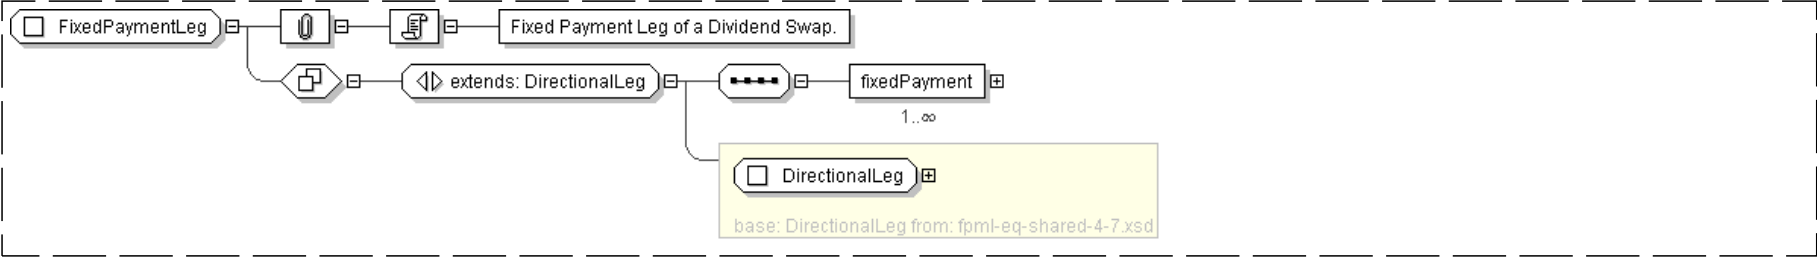 FixedPaymentLeg
Fixed Payment Leg of a Dividend Swap.
extends: DirectionalLeg
fixedPayment
1..∞
DirectionalLeg
base: DirectionalLeg from: fpml-eq-shared-4-7.xsd